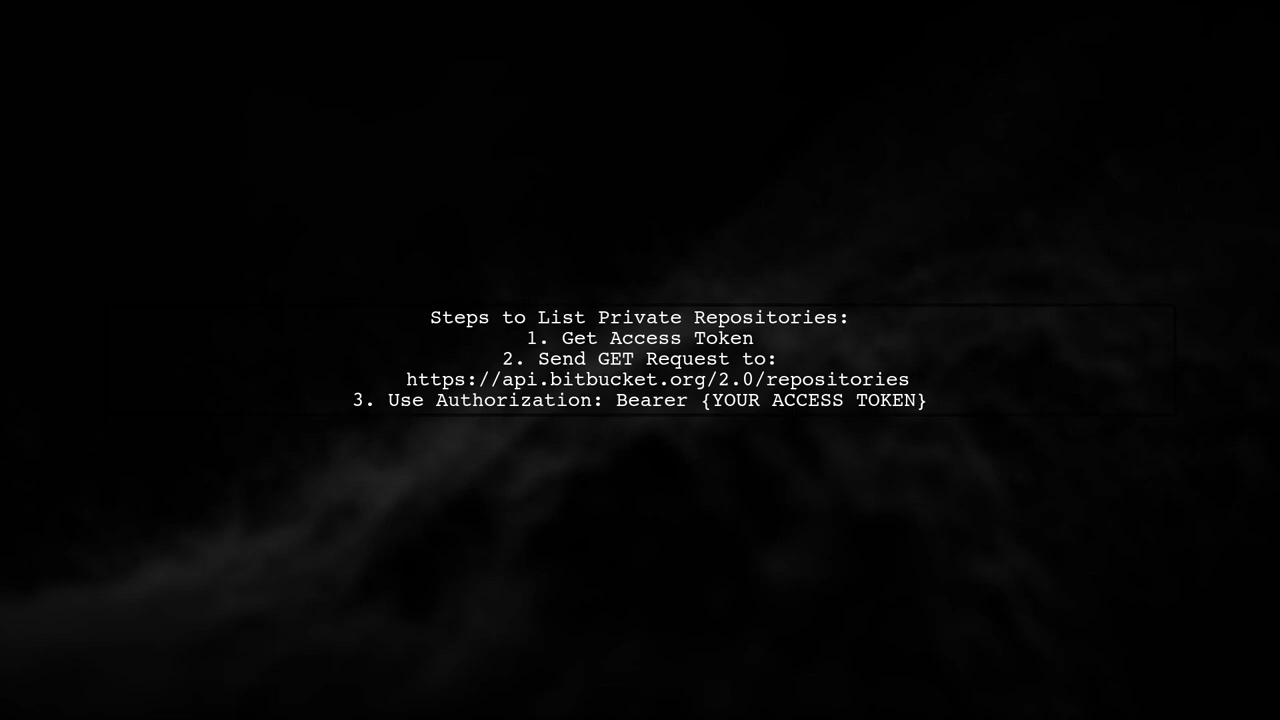 Steps to List Private Repositories:
1. Get Access Token
2. Send GET Request to:
https://api.bitbucket.org/2.0/repositories
3. Use Authorization: Bearer {YOUR ACCESS TOKEN}